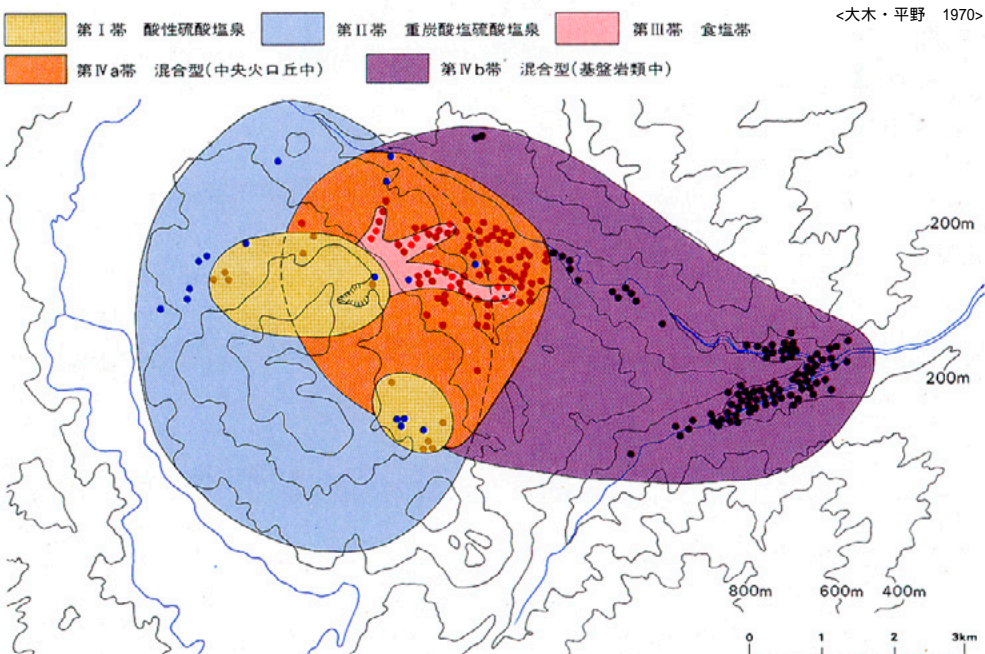 <大木・平野 1970>
第Ⅰ帯 酸性硫酸塩泉 第Ⅱ帯 重炭酸塩硫酸塩泉 第Ⅲ帯 食塩帯
第Ⅳa帯 混合型(中央火口丘中) 第Ⅳb帯 混合型(基盤岩類中)
200m
200m
800m 600m 400m
0 1 2 3km